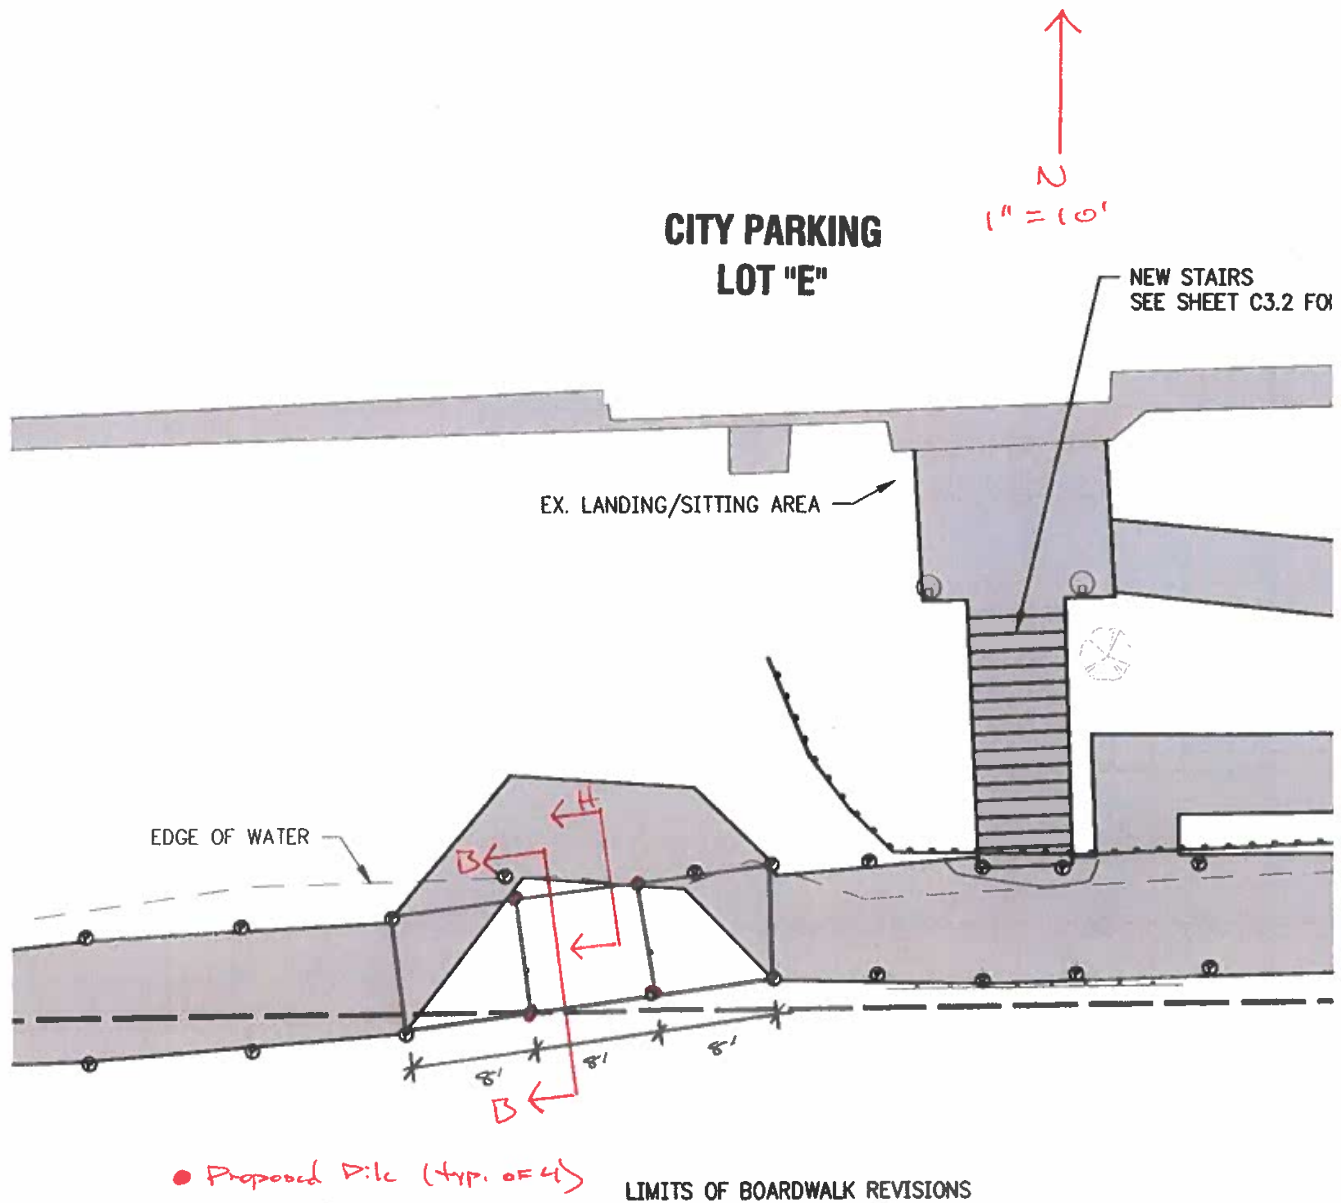 N
1" = 10'
CITY PARKING
LOT "E"
NEW STAIRS
SEE SHEET C3.2 FO
EX. LANDING/SITTING AREA
H
EDGE OF WATER
B
8'
8'
8'
B
Proposed Pile (typ. of 4)
LIMITS OF BOARDWALK REVISIONS